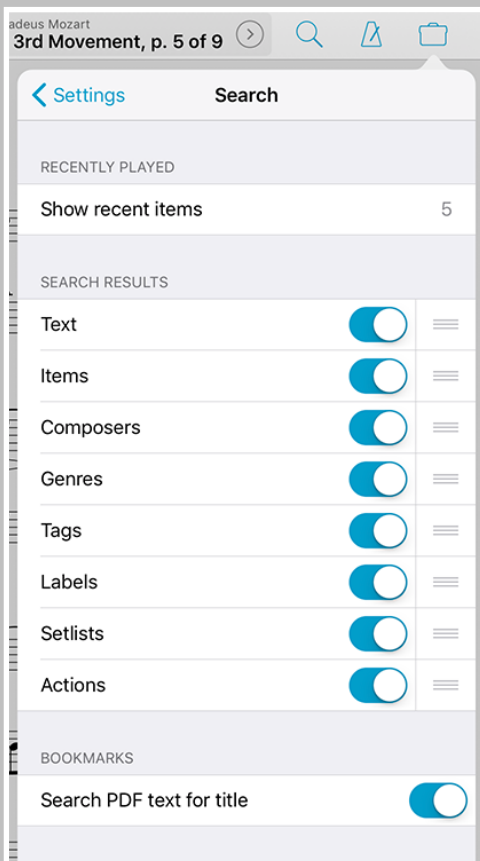 adeus Mozart
3rd Movement, p. 5 of 9
Settings
Search
RECENTLY PLAYED
Show recent items 5
SEARCH RESULTS
Text
Items
Composers
Genres
Tags
Labels
Setlists
Actions
BOOKMARKS
Search PDF text for title